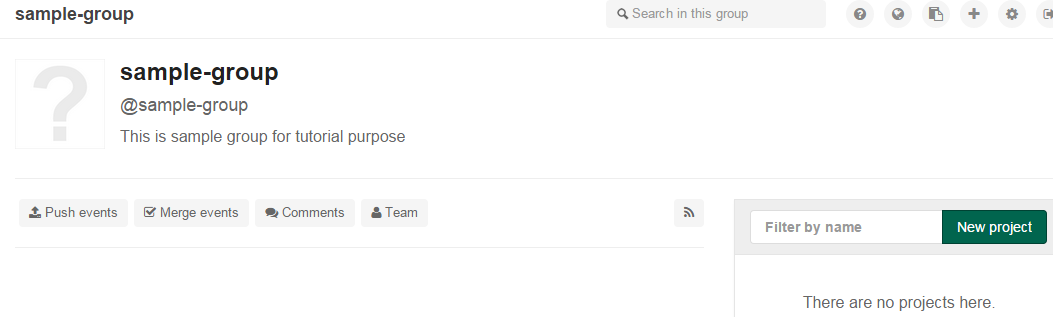 sample-group
Search in this group
sample-group
@sample-group
This is sample group for tutorial purpose
Push events
Merge events
Comments
Team
Filter by name
New project
There are no projects here.